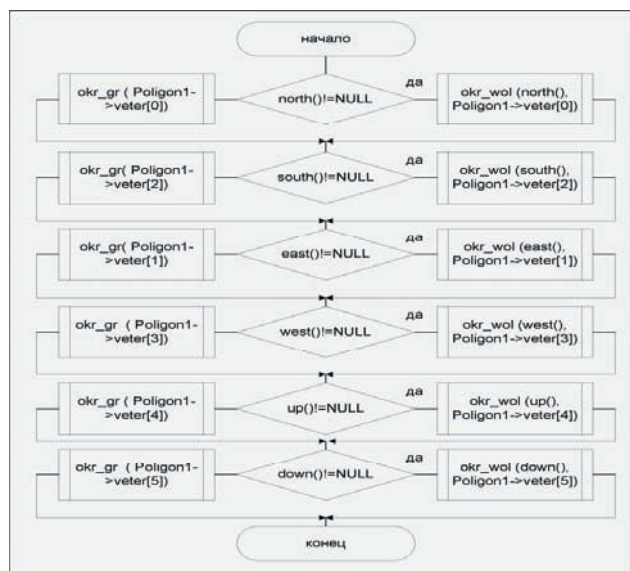 начало
да
okr_gr ( Poligon1-
>veter[0])
north()!=NULL
okr_wol (north(),
Poligon1->veter[0])
да
okr_gr( Poligon1-
>veter[2])
south()!=NULL
okr_wol (south(),
Poligon1->veter[2])
да
okr_gr( Poligon1-
>veter[1])
east()!=NULL
okr_wol (east(),
Poligon1->veter[1])
да
okr_gr ( Poligon1-
>veter[3])
west()!=NULL
okr_wol (west(),
Poligon1->veter[3])
да
okr_gr ( Poligon1-
>veter[4])
up()!=NULL
okr_wol (up(),
Poligon1->veter[4])
да
okr_gr ( Poligon1-
>veter[5])
down()!=NULL
okr_wol (down(),
Poligon1->veter[5])
конец